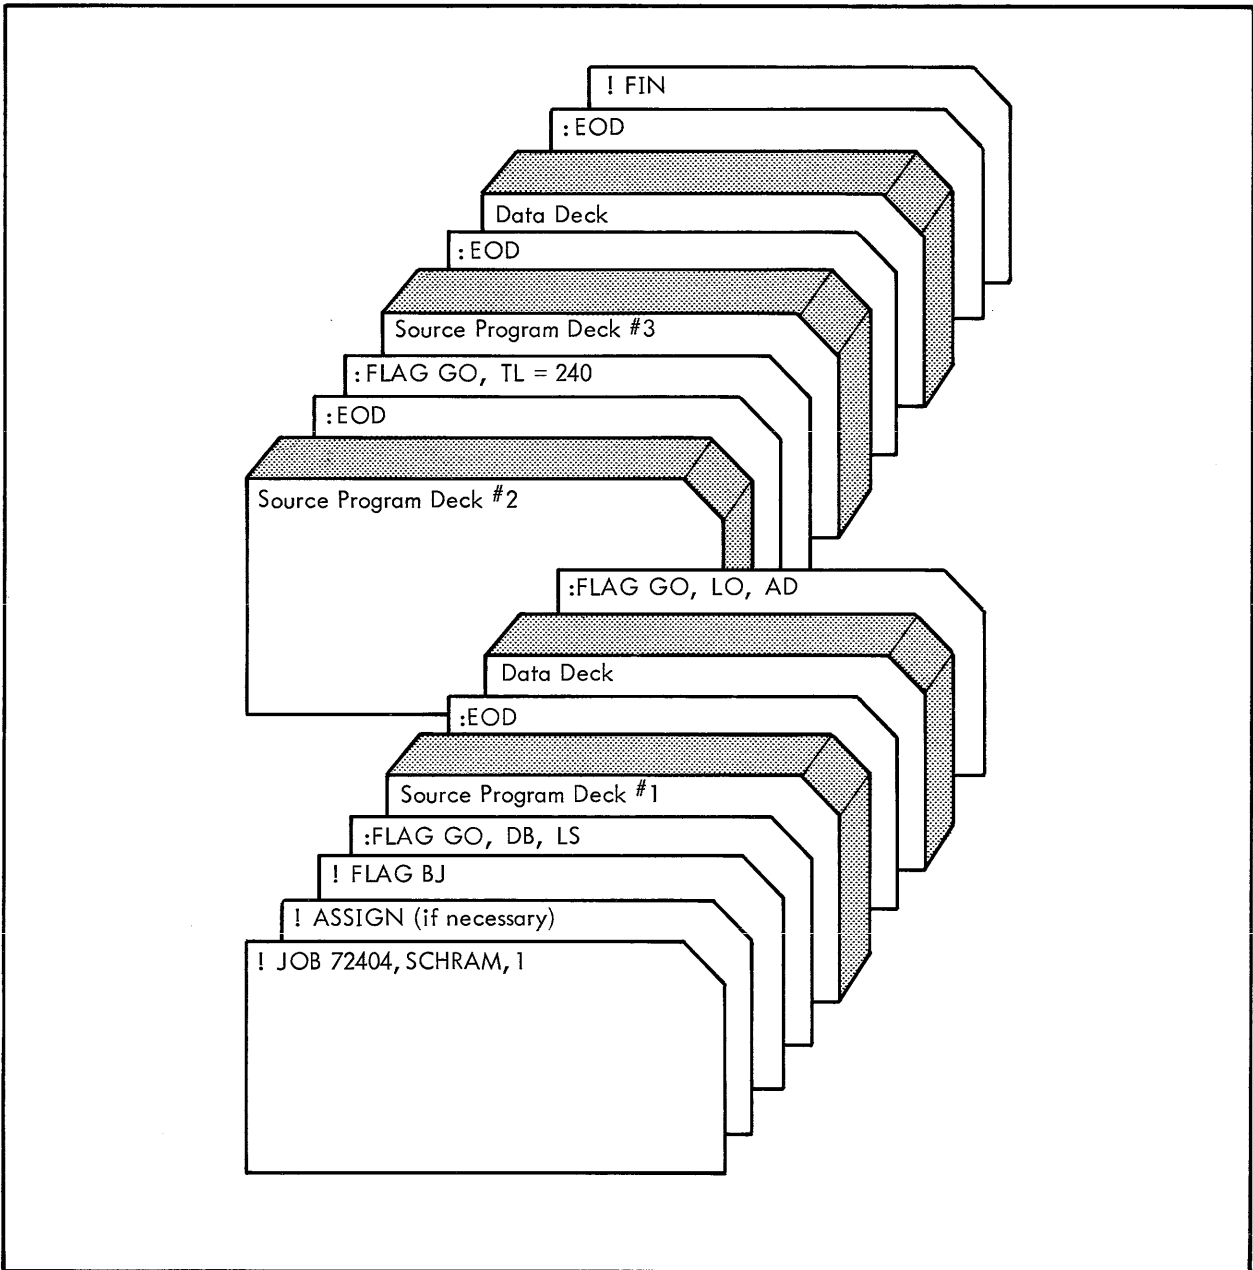 ! FIN
:EOD
Data Deck
:EOD
Source Program Deck #3
:FLAG GO, TL = 240
:EOD
Source Program Deck #2
:FLAG GO, LO, AD
Data Deck
:EOD
Source Program Deck #1
:FLAG GO, DB, LS
! FLAG BJ
! ASSIGN (if necessary)
! JOB 72404, SCHRAM, 1